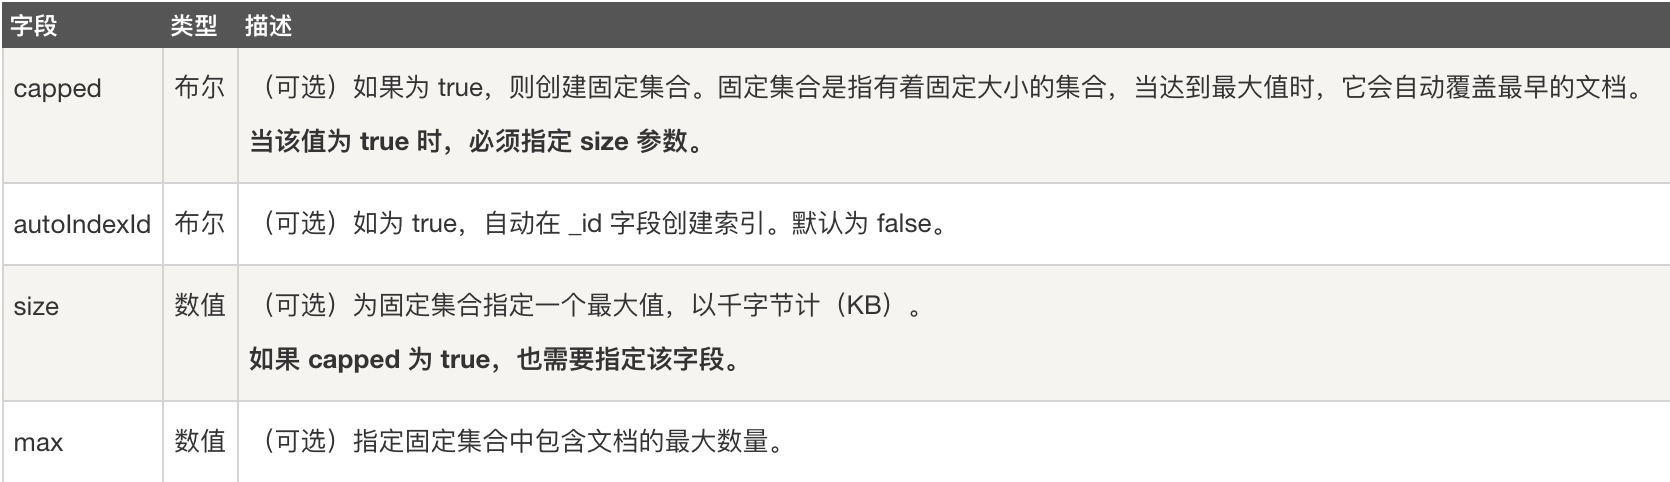 字段 类型 描述
capped 布尔 （可选）如果为 true，则创建固定集合。固定集合是指有着固定大小的集合，当达到最大值时，它会自动覆盖最早的文档。
当该值为 true 时，必须指定 size 参数。
autoIndexId 布尔 （可选）如为 true，自动在 _id 字段创建索引。默认为 false。
size 数值 （可选）为固定集合指定一个最大值，以千字节计（KB）。
如果 capped 为 true，也需要指定该字段。
max 数值 （可选）指定固定集合中包含文档的最大数量。